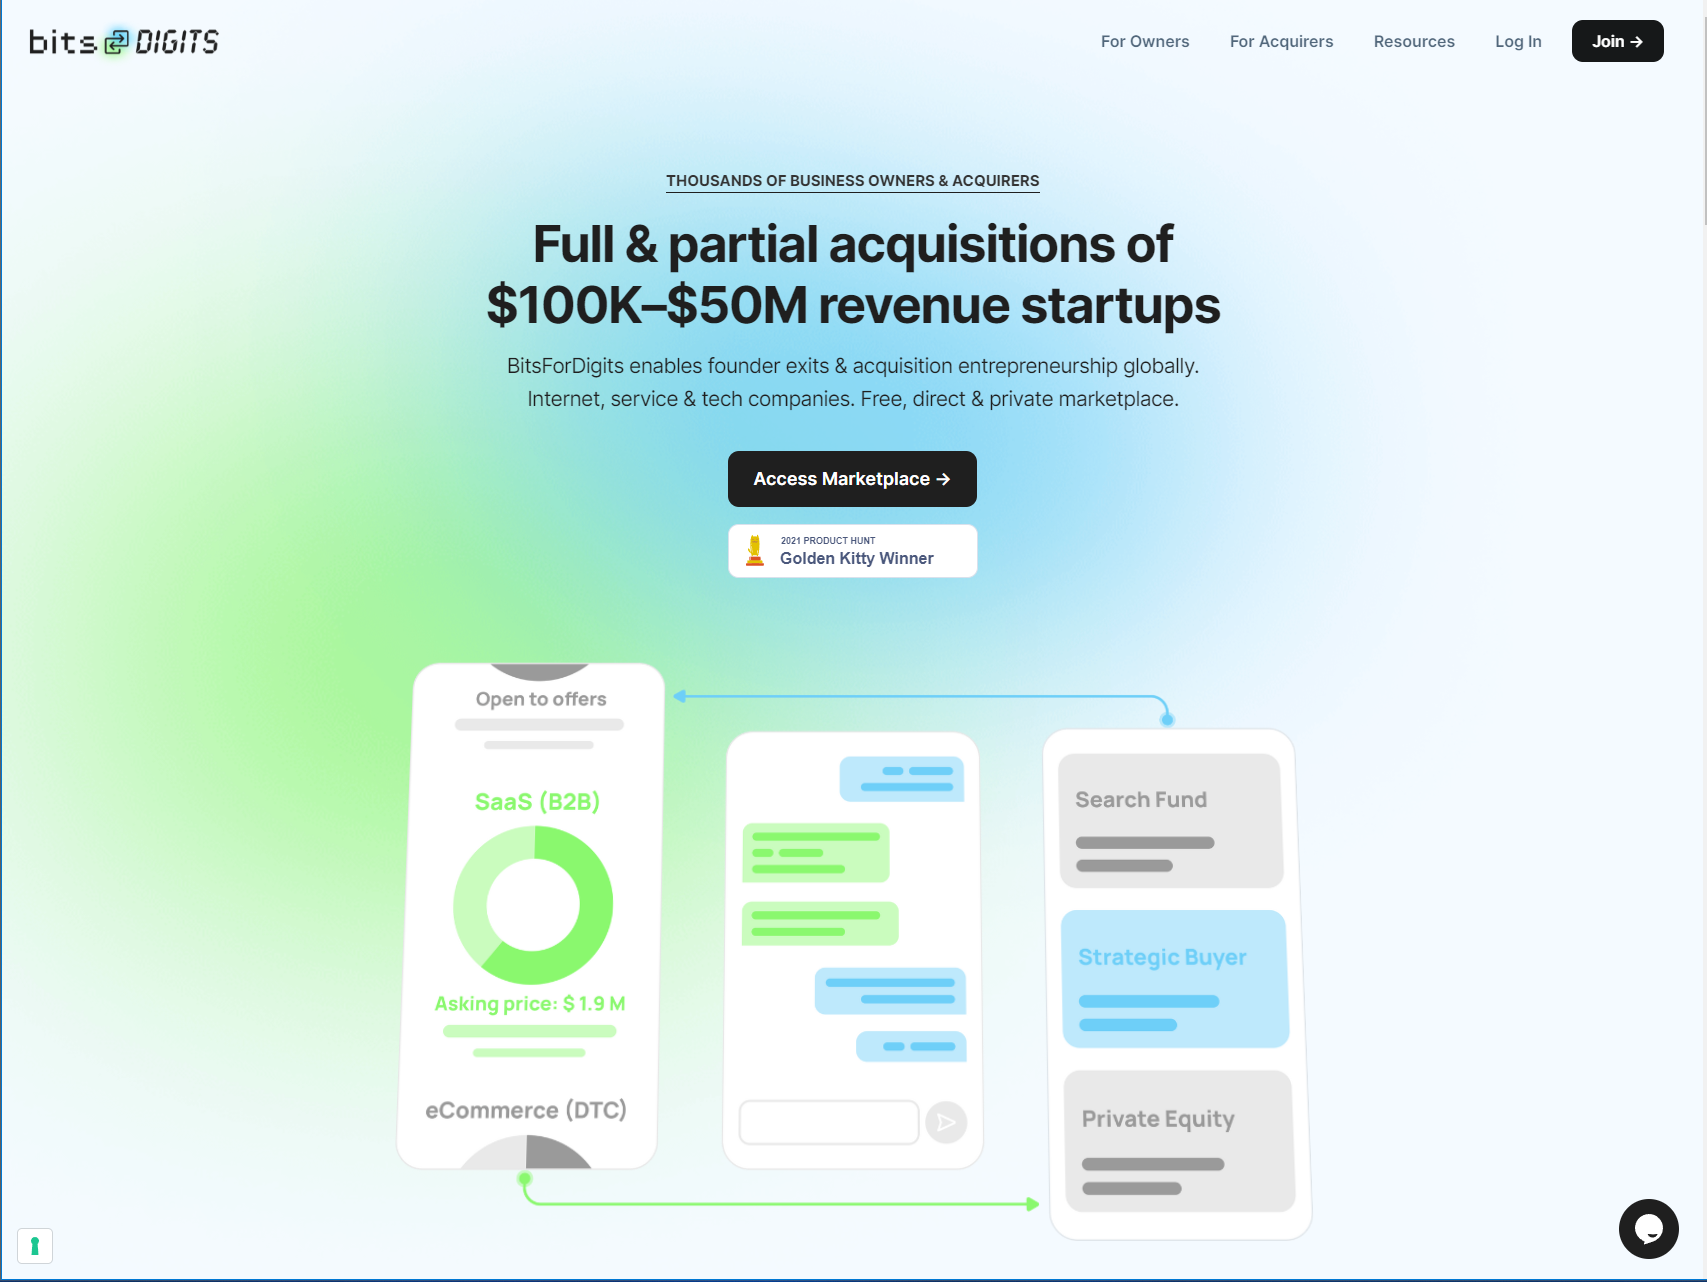 bits DIGITS
For Owners
For Acquirers
Resources
Log In
Join →
THOUSANDS OF BUSINESS OWNERS & ACQUIRERS
Full & partial acquisitions of
$100K–$50M revenue startups
BitsForDigits enables founder exits & acquisition entrepreneurship globally.
Internet, service & tech companies. Free, direct & private marketplace.
Access Marketplace →
2021 PRODUCT HUNT
Golden Kitty Winner
Open to offers
SaaS (B2B)
Asking price: $ 1.9 M
eCommerce (DTC)
Search Fund
Strategic Buyer
Private Equity